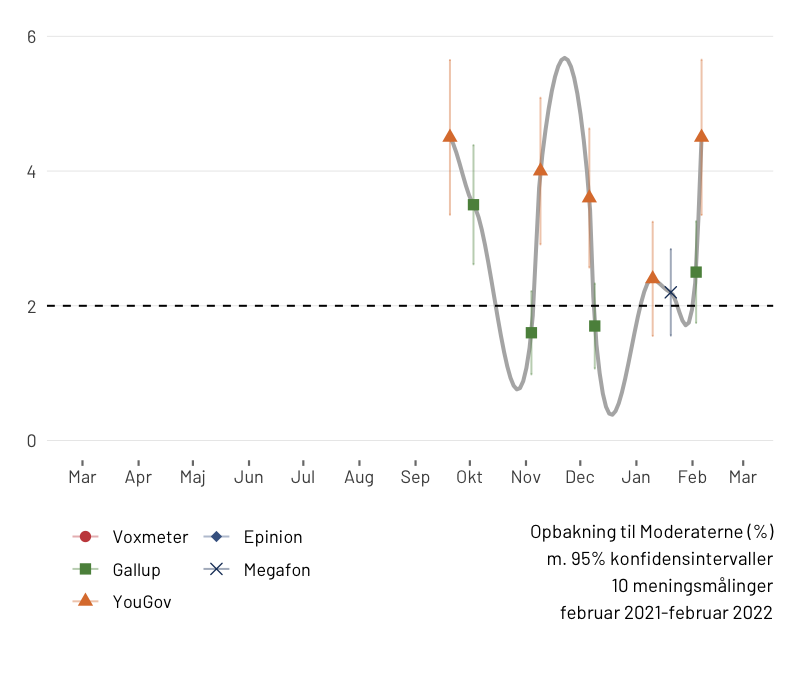 6
4
2
0
Mar Apr Maj Jun Jul Aug Sep Okt Nov Dec Jan Feb Mar
Voxmeter Epinion
Gallup Megafon
YouGov
Opbakning til Moderaterne (%)
m. 95% konfidensintervaller
10 meningsmålinger
februar 2021-februar 2022